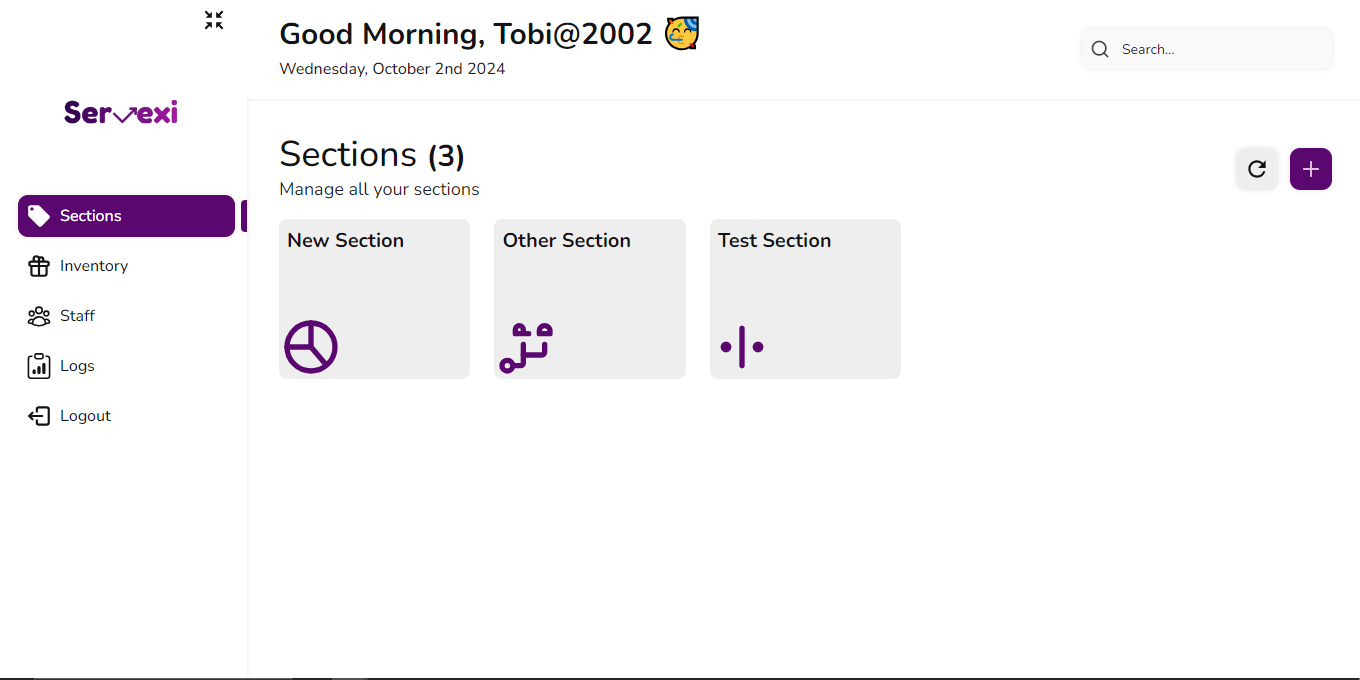 Good Morning, Tobi@2002 🥳
Wednesday, October 2nd 2024
Search...
Servexi
Sections
Inventory
Staff
Logs
Logout
Sections (3)
Manage all your sections
New Section
Other Section
Test Section